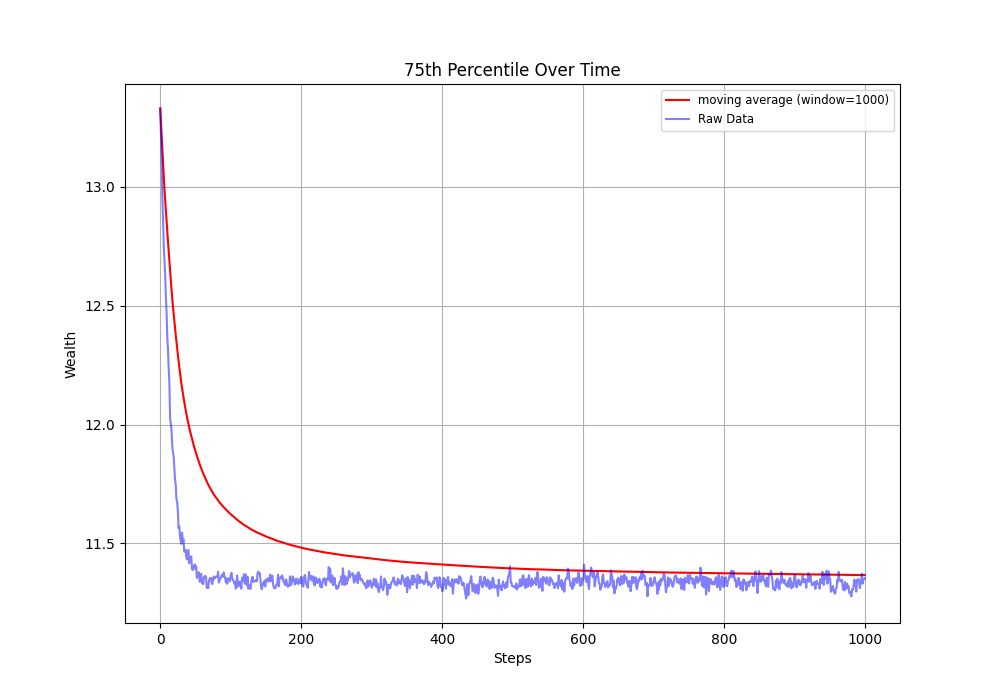 75th Percentile Over Time
moving average (window=1000)
Raw Data
Wealth
13.0
12.5
12.0
11.5
0
200
400
600
800
1000
Steps